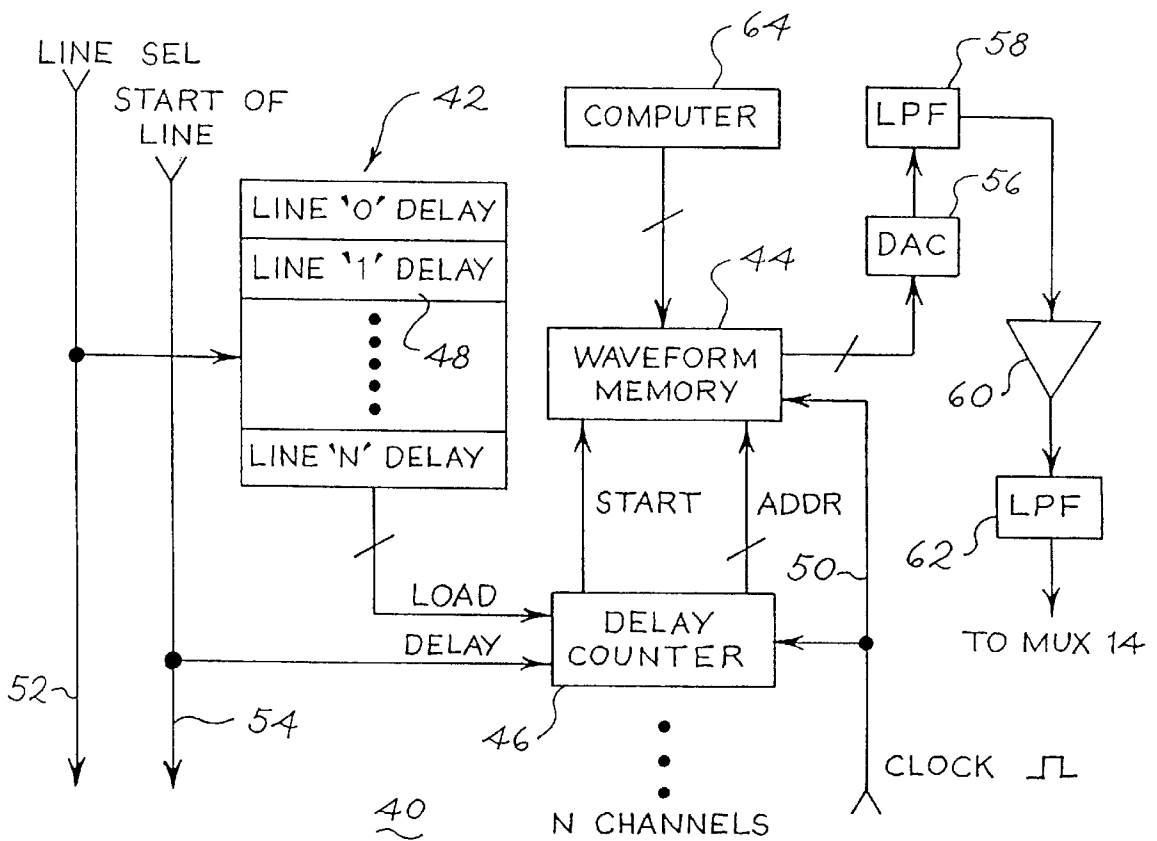 LINE SEL
START OF
LINE
42
64
58
COMPUTER
LPF
56
DAC
LINE '0' DELAY
LINE '1' DELAY
48
LINE 'N' DELAY
44
WAVEFORM
MEMORY
60
START
ADDR
LPF
62
50
LOAD
DELAY
DELAY
COUNTER
TO MUX 14
52
54
46
CLOCK
40
N CHANNELS